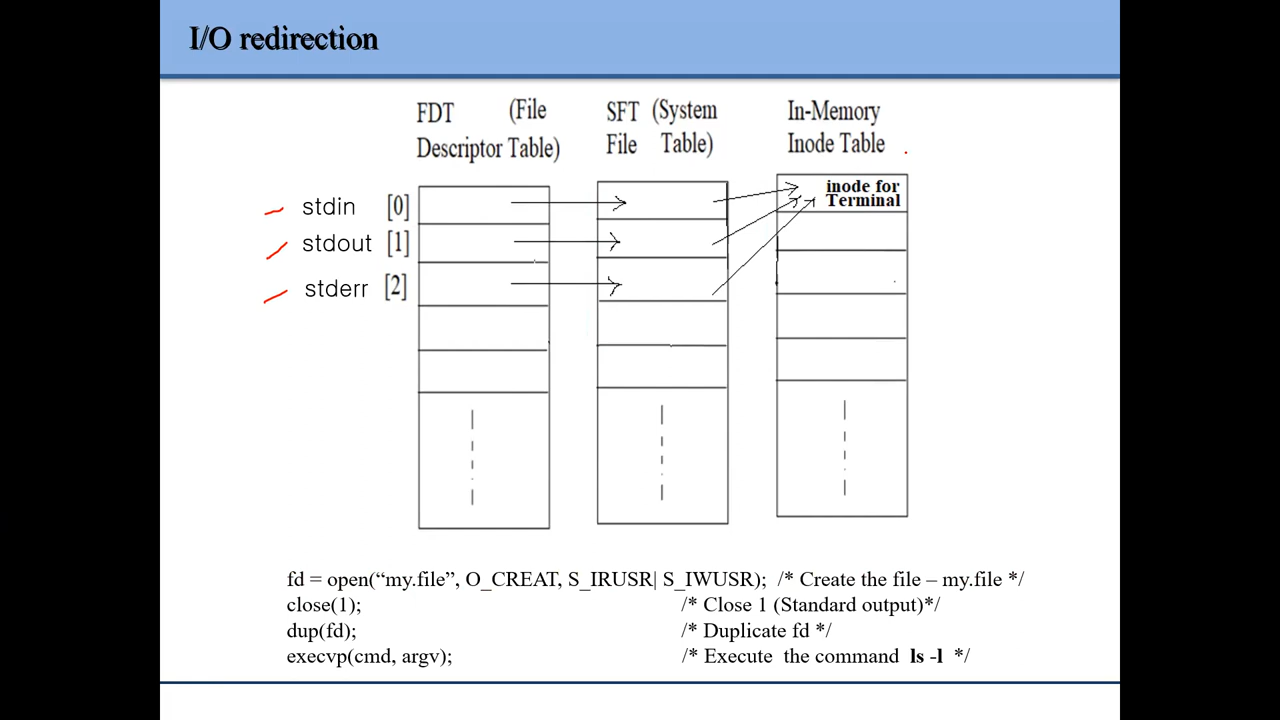 I/O redirection
FDT (File
Descriptor Table)
SFT (System
File Table)
In-Memory
Inode Table
stdin [0]
stdout [1]
stderr [2]
inode for
Terminal
fd = open(“my.file”, O_CREAT, S_IRUSR| S_IWUSR); /* Create the file – my.file */
close(1); /* Close 1 (Standard output)*/
dup(fd); /* Duplicate fd */
execvp(cmd, argv); /* Execute the command ls -l */